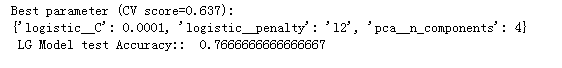 Best parameter (CV score=0.637):
{'logistic__C': 0.0001, 'logistic__penalty': 'l2', 'pca__n_components': 4}
LG Model test Accuracy::  0.7666666666666667